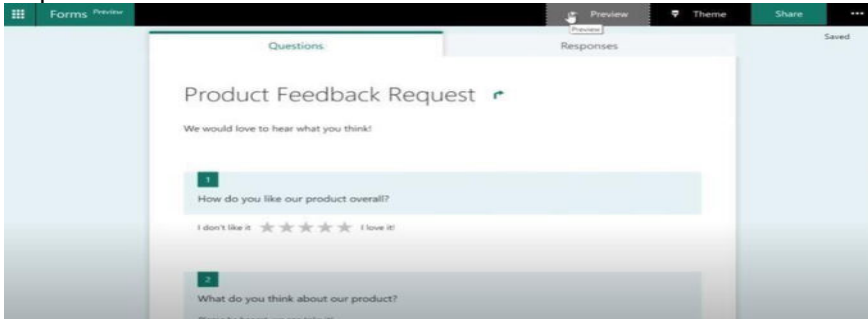 Forms Preview
Preview
Theme
Share
...
Preview
Saved
Questions
Responses
Product Feedback Request
We would love to hear what you think!
1
How do you like our product overall?
I don't like it
I love it!
2
What do you think about our product?